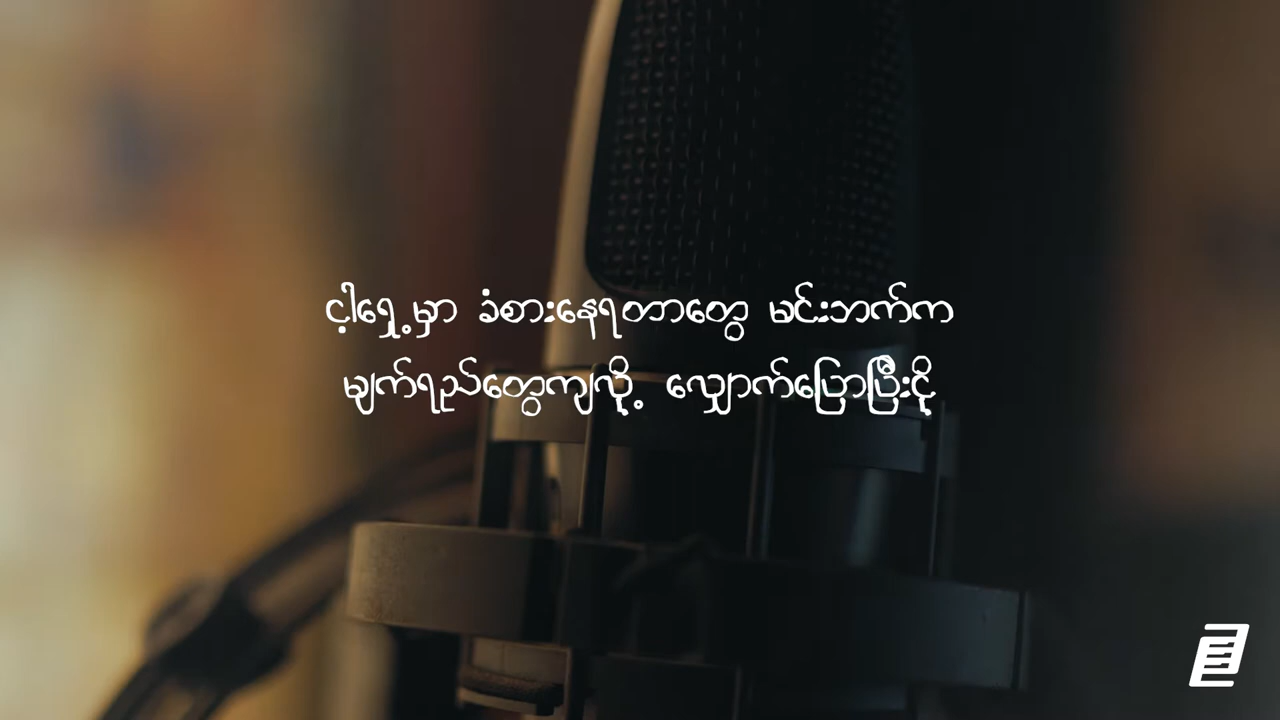 ငါ့ရှေ့မှာ ခံစားနေရတာတွေ မင်းဘက်က
မျက်ရည်တွေကျလို့ လျှောက်ပြောပြီးငို